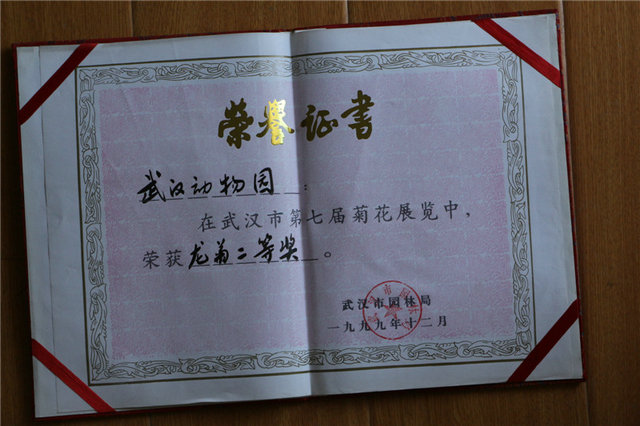 荣誉证书
武汉动物园：
在武汉市第七届菊花展览中，
荣获龙菊二等奖。
武汉市园林局
一九九九年十二月